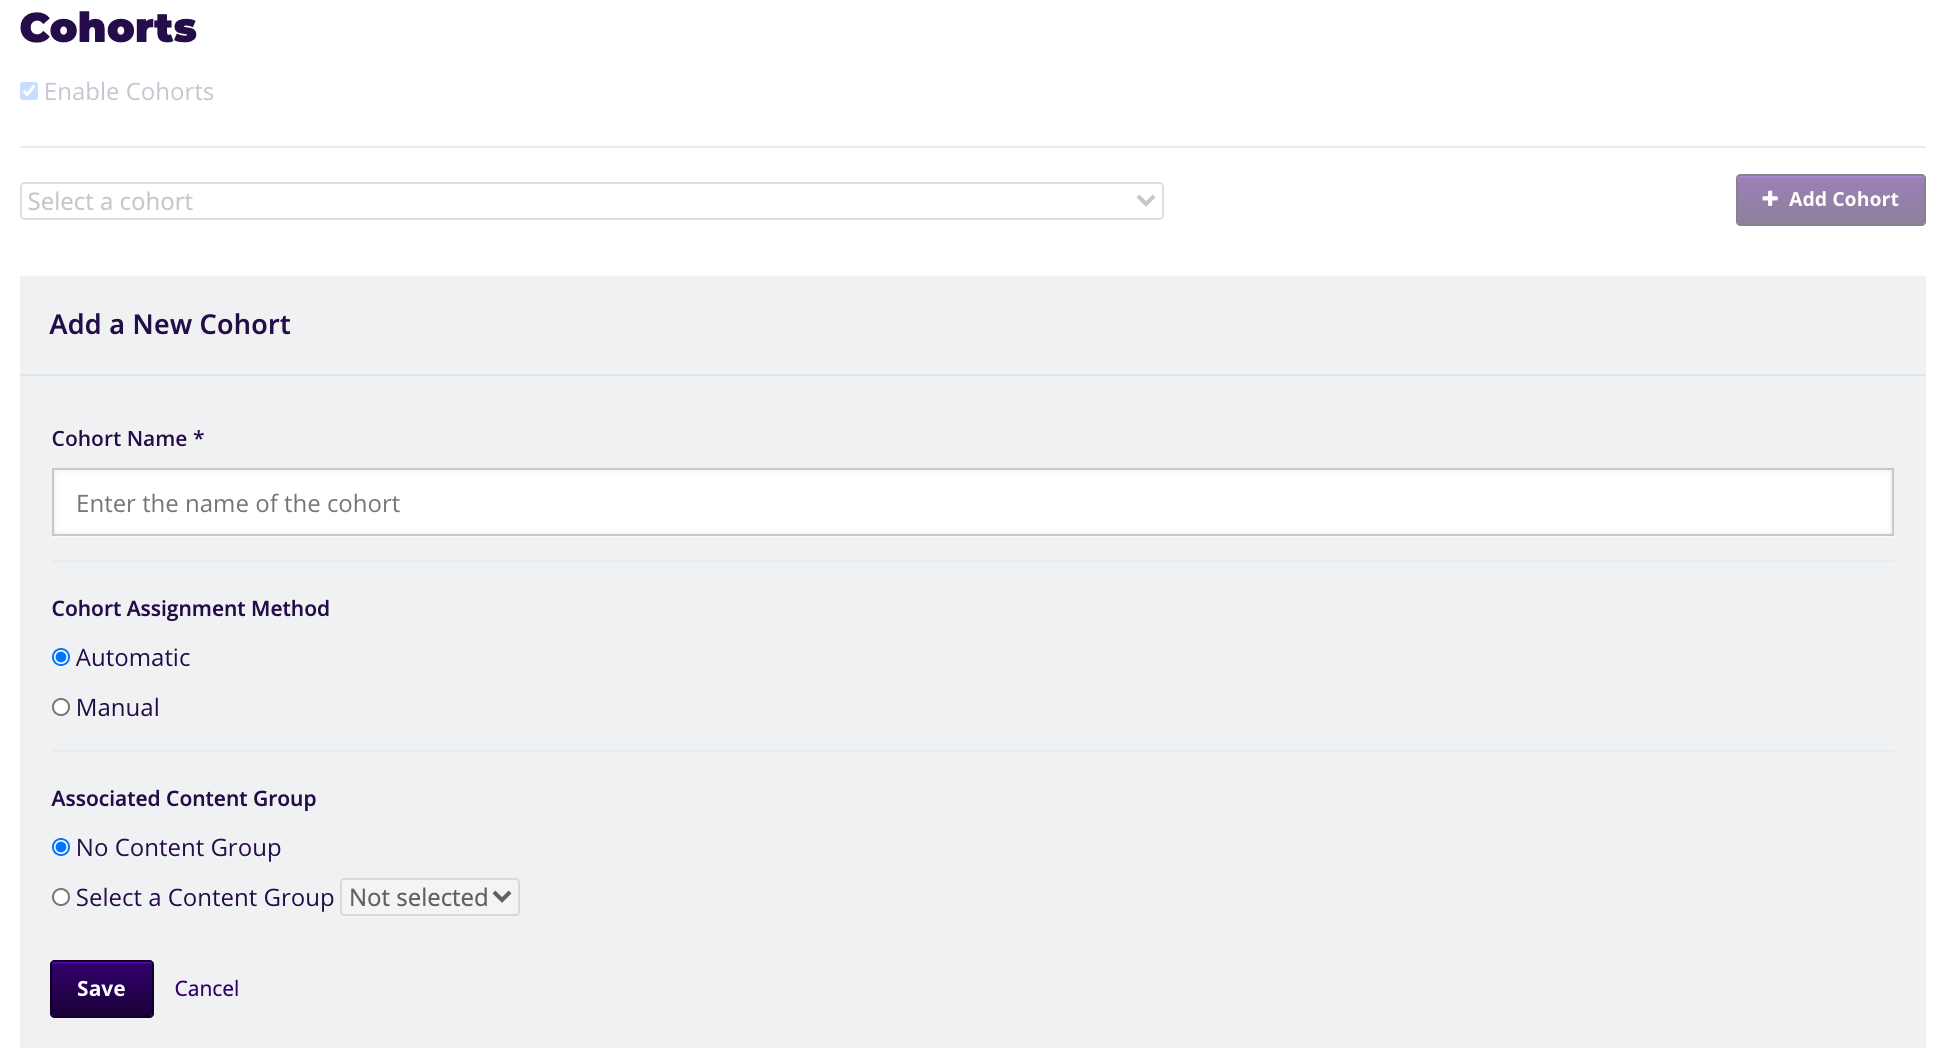 Cohorts
Enable Cohorts
Select a cohort
+ Add Cohort
Add a New Cohort
Cohort Name *
Enter the name of the cohort
Cohort Assignment Method
Automatic
Manual
Associated Content Group
No Content Group
Select a Content Group Not selected
Save Cancel